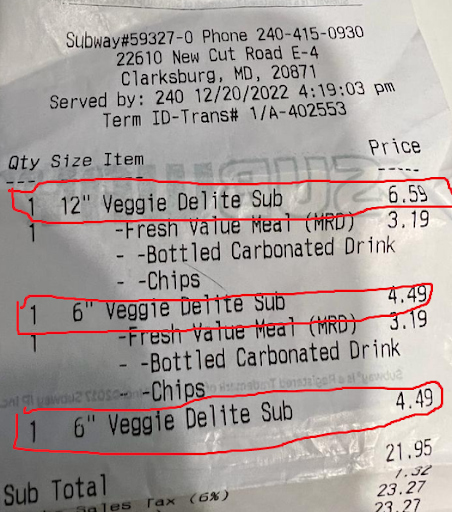 Subway#59327-0 Phone 240-415-0930
22610 New Cut Road E-4
Clarksburg, MD, 20871
Served by: 240 12/20/2022 4:19:03 pm
Term ID-Trans# 1/A-402553
Qty Size Item Price
--- ---- ---- -----
1 12" Veggie Delite Sub 6.59
1 -Fresh Value Meal (MRD) 3.19
- -Bottled Carbonated Drink
- -Chips
1 6" Veggie Delite Sub 4.49
1 -Fresh Value Meal (MRD) 3.19
- -Bottled Carbonated Drink
- -Chips
1 6" Veggie Delite Sub 4.49
Sub Total 21.95
Sales Tax (6%) 1.32
23.27
23.27